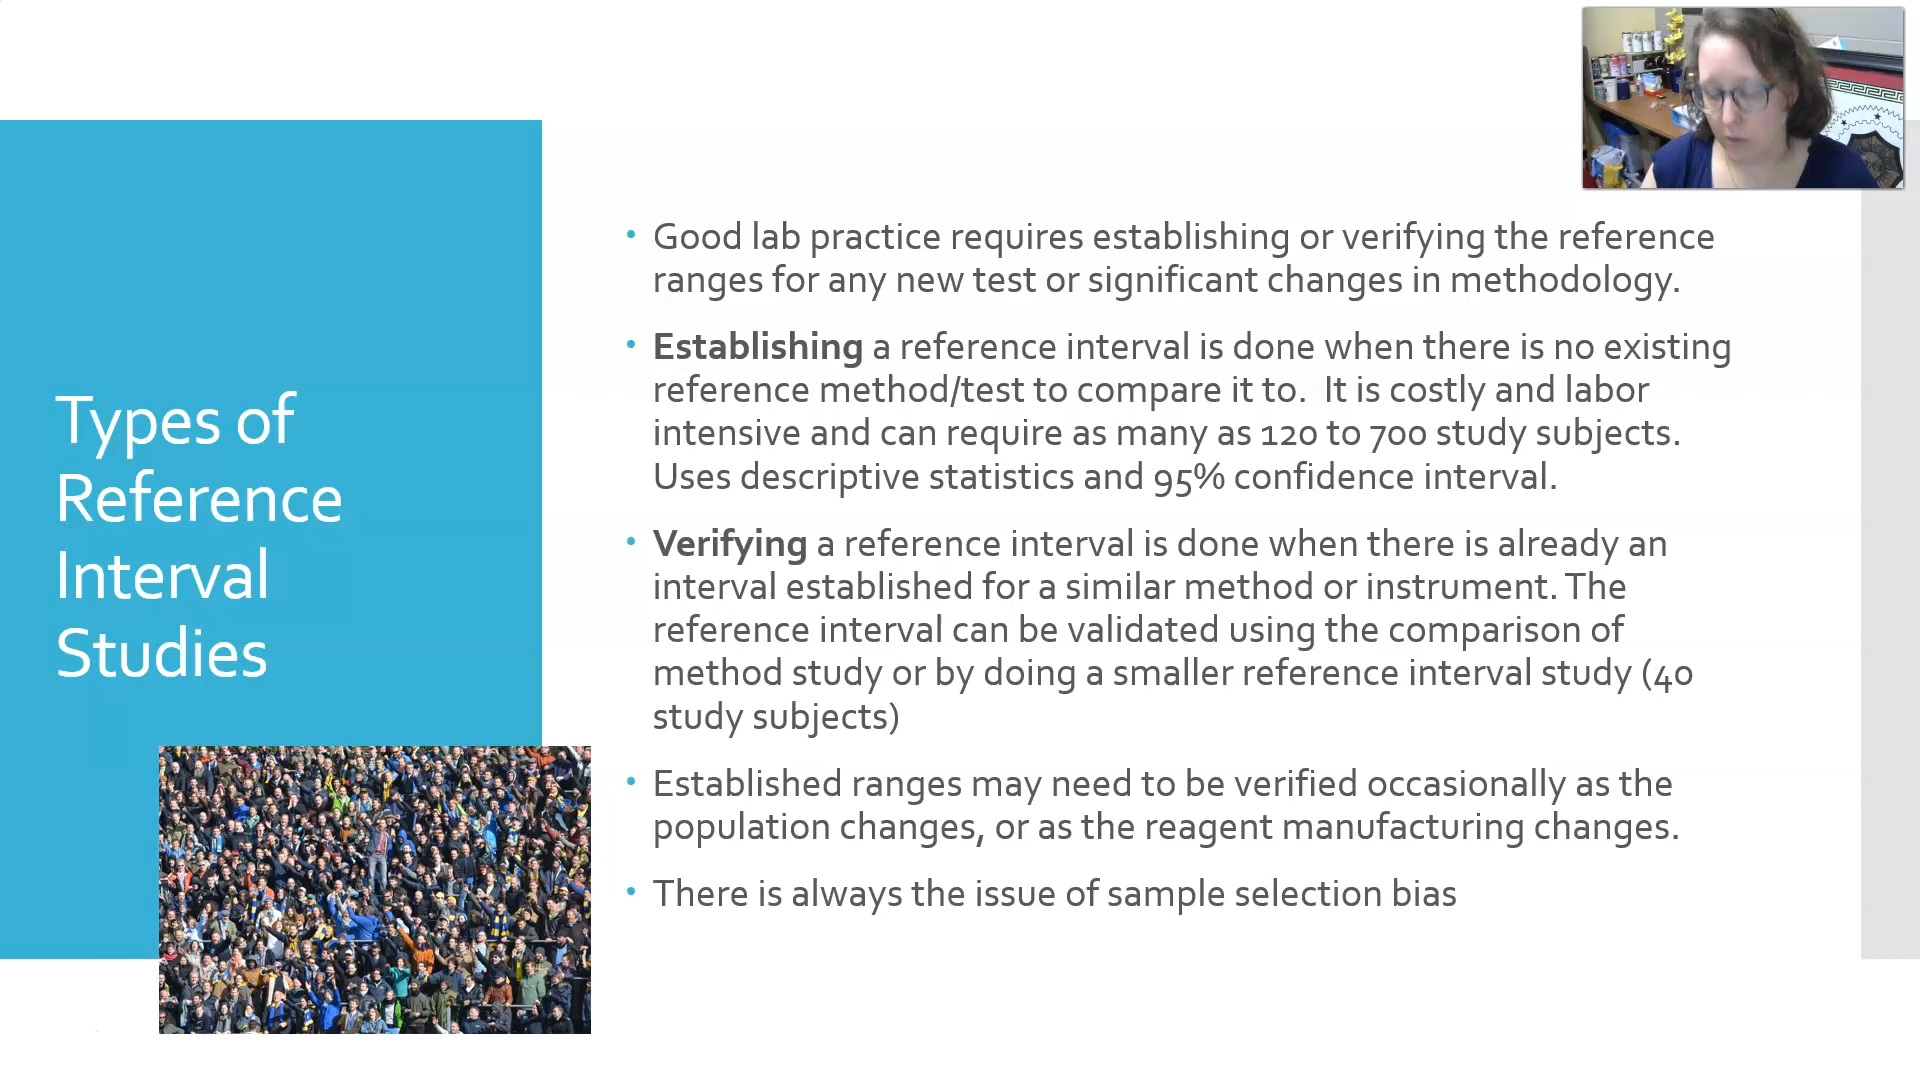 Types of
Reference
Interval
Studies
• Good lab practice requires establishing or verifying the reference
ranges for any new test or significant changes in methodology.
• Establishing a reference interval is done when there is no existing
reference method/test to compare it to.  It is costly and labor
intensive and can require as many as 120 to 700 study subjects.
Uses descriptive statistics and 95% confidence interval.
• Verifying a reference interval is done when there is already an
interval established for a similar method or instrument. The
reference interval can be validated using the comparison of
method study or by doing a smaller reference interval study (40
study subjects)
• Established ranges may need to be verified occasionally as the
population changes, or as the reagent manufacturing changes.
• There is always the issue of sample selection bias